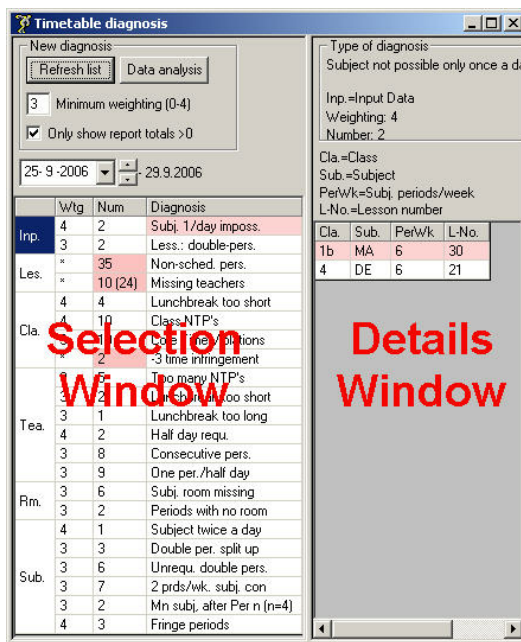 Timetable diagnosis
New diagnosis
Refresh list Data analysis
3 Minimum weighting (0-4)
Only show report totals >0
25- 9 -2006 - 29.9.2006
Wtg Num Diagnosis
Inp. 4 2 Subj. 1/day imposs.
3 2 Less.: double-pers.
Les. * 35 Non-sched. pers.
* 10 (24) Missing teachers
Cla. 4 4 Lunchbreak too short
4 10 Class NTP's
* 2 -3 time infringement
Tea. 5 Too many NTP's
3 2 Lunchbreak too short
3 1 Lunchbreak too long
4 2 Half day requ.
3 8 Consecutive pers.
3 9 One per./half day
Rm. 3 6 Subj. room missing
3 2 Periods with no room
Sub. 4 1 Subject twice a day
3 3 Double per. split up
3 6 Unrequ. double pers.
3 7 2 prds/wk. subj. con
3 2 Mn subj, after Per n (n=4)
4 3 Fringe periods
Selection
Window
Type of diagnosis
Subject not possible only once a da
Inp.=Input Data
Weighting: 4
Number: 2
Cla.=Class
Sub.=Subject
PerWk=Subj. periods/week
L-No.=Lesson number
Cla. Sub. PerWk L-No.
1b MA 6 30
4 DE 6 21
Details
Window